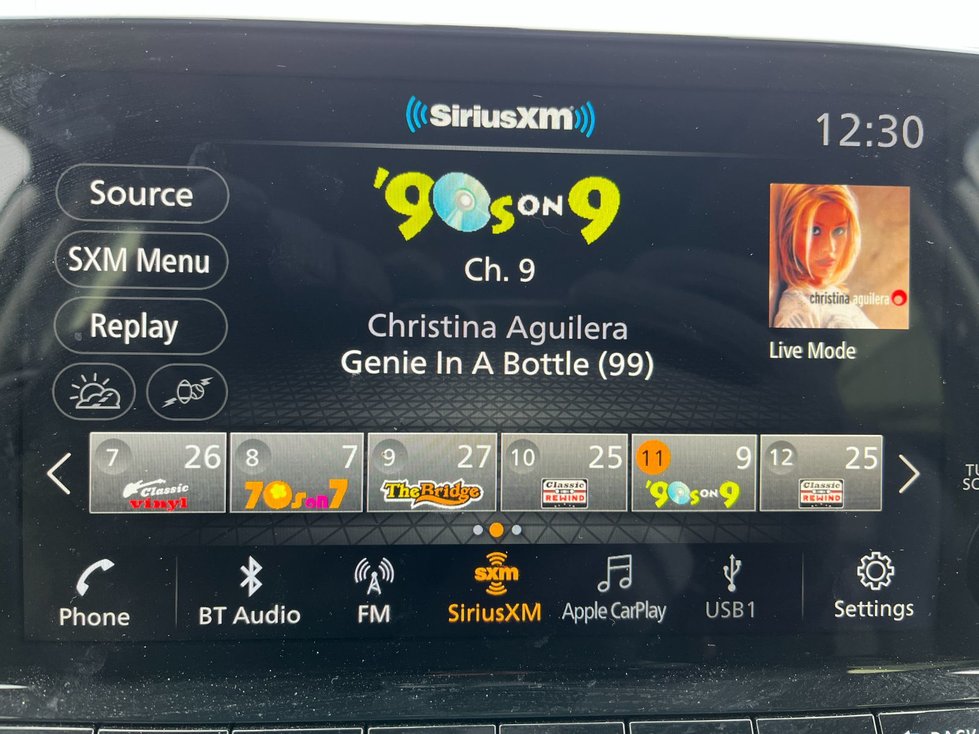 SiriusXM
12:30
Source
SXM Menu
Replay
'90s ON 9
Ch. 9
Christina Aguilera
Genie In A Bottle (99)
christina aguilera
Live Mode
7 26
Classic
Vinyl
8 7
70s on 7
9 27
The Bridge
10 25
Classic
REWIND
11 9
'90s ON 9
12 25
Classic
REWIND
TU
SC
Phone
BT Audio
FM
sxm
SiriusXM
Apple CarPlay
USB1
Settings